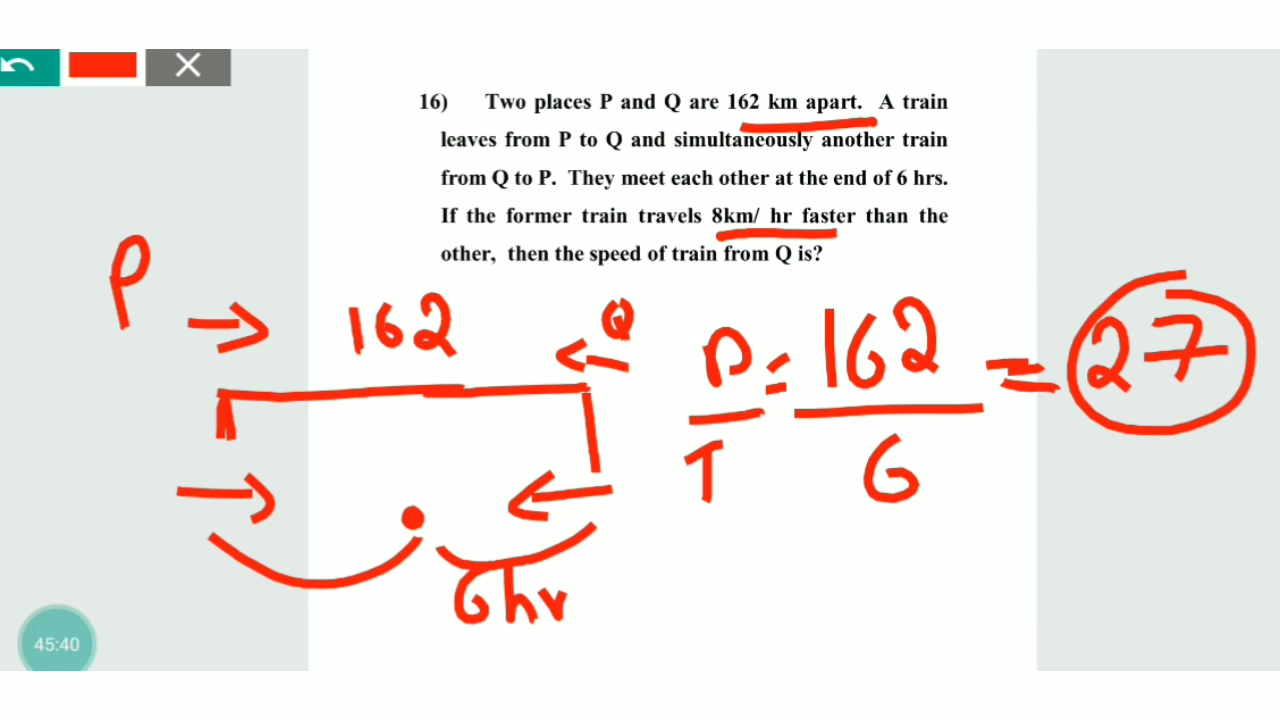 16) Two places P and Q are 162 km apart. A train
leaves from P to Q and simultaneously another train
from Q to P. They meet each other at the end of 6 hrs.
If the former train travels 8km/ hr faster than the
other, then the speed of train from Q is?
P
162
Q
D = 162 = 27
T 6
6hr
45:40